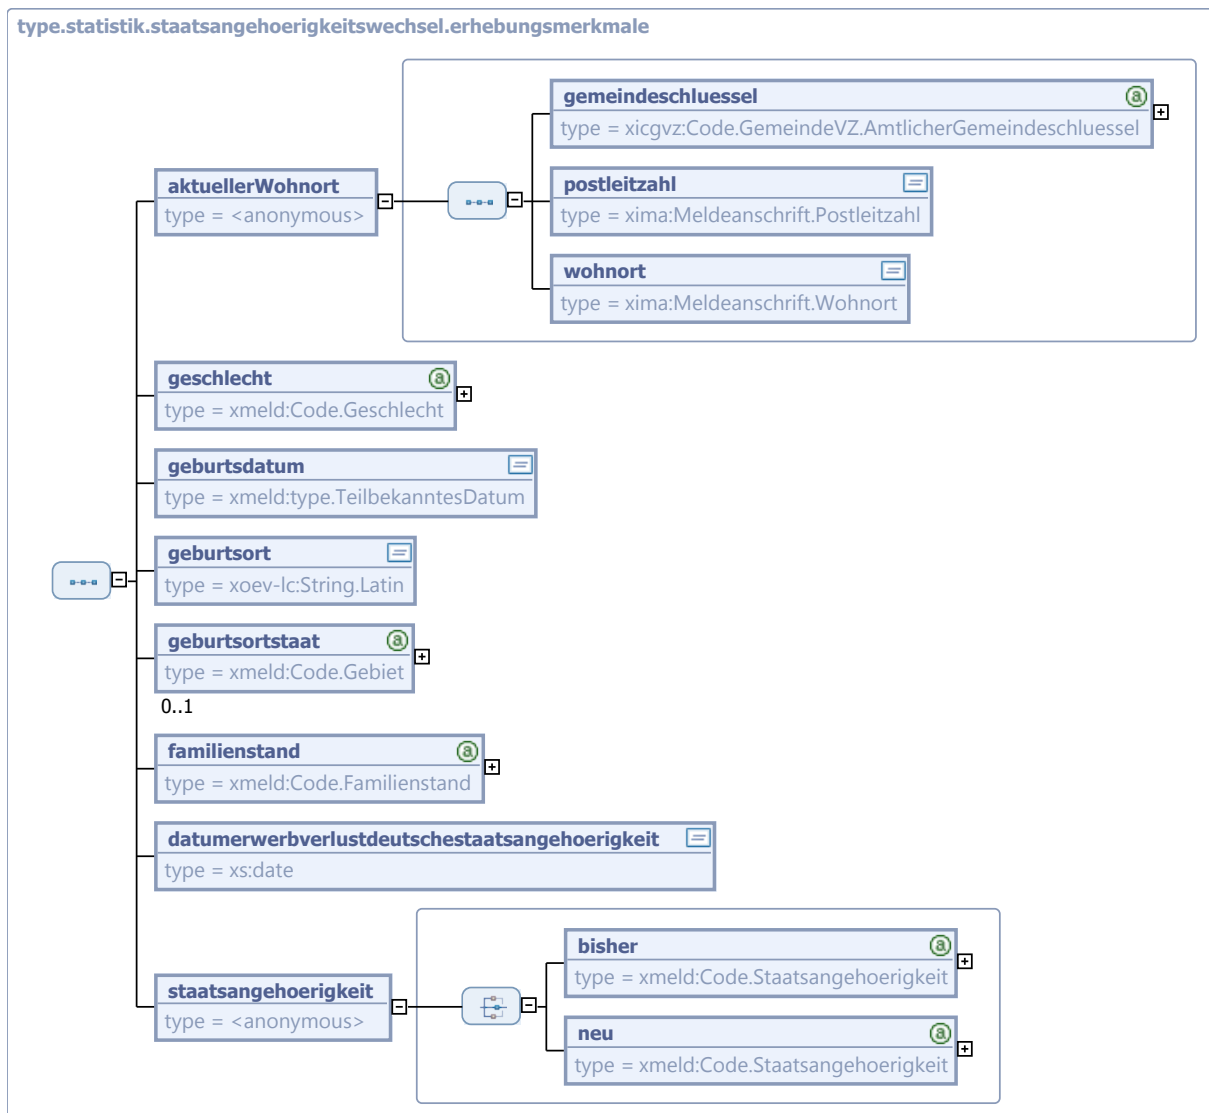 type.statistik.staatsangehoerigkeitswechsel.erhebungsmerkmale
aktuellerWohnort
type = <anonymous>
gemeindeschluessel
type = xicgvz:Code.GemeindeVZ.AmtlicherGemeindeschluessel
postleitzahl
type = xima:Meldeanschrift.Postleitzahl
wohnort
type = xima:Meldeanschrift.Wohnort
geschlecht
type = xmeld:Code.Geschlecht
geburtsdatum
type = xmeld:type.TeilbekanntesDatum
geburtsort
type = xoev-lc:String.Latin
geburtsortstaat
type = xmeld:Code.Gebiet
0..1
familienstand
type = xmeld:Code.Familienstand
datumerwerbverlustdeutschestaatsangehoerigkeit
type = xs:date
staatsangehoerigkeit
type = <anonymous>
bisher
type = xmeld:Code.Staatsangehoerigkeit
neu
type = xmeld:Code.Staatsangehoerigkeit